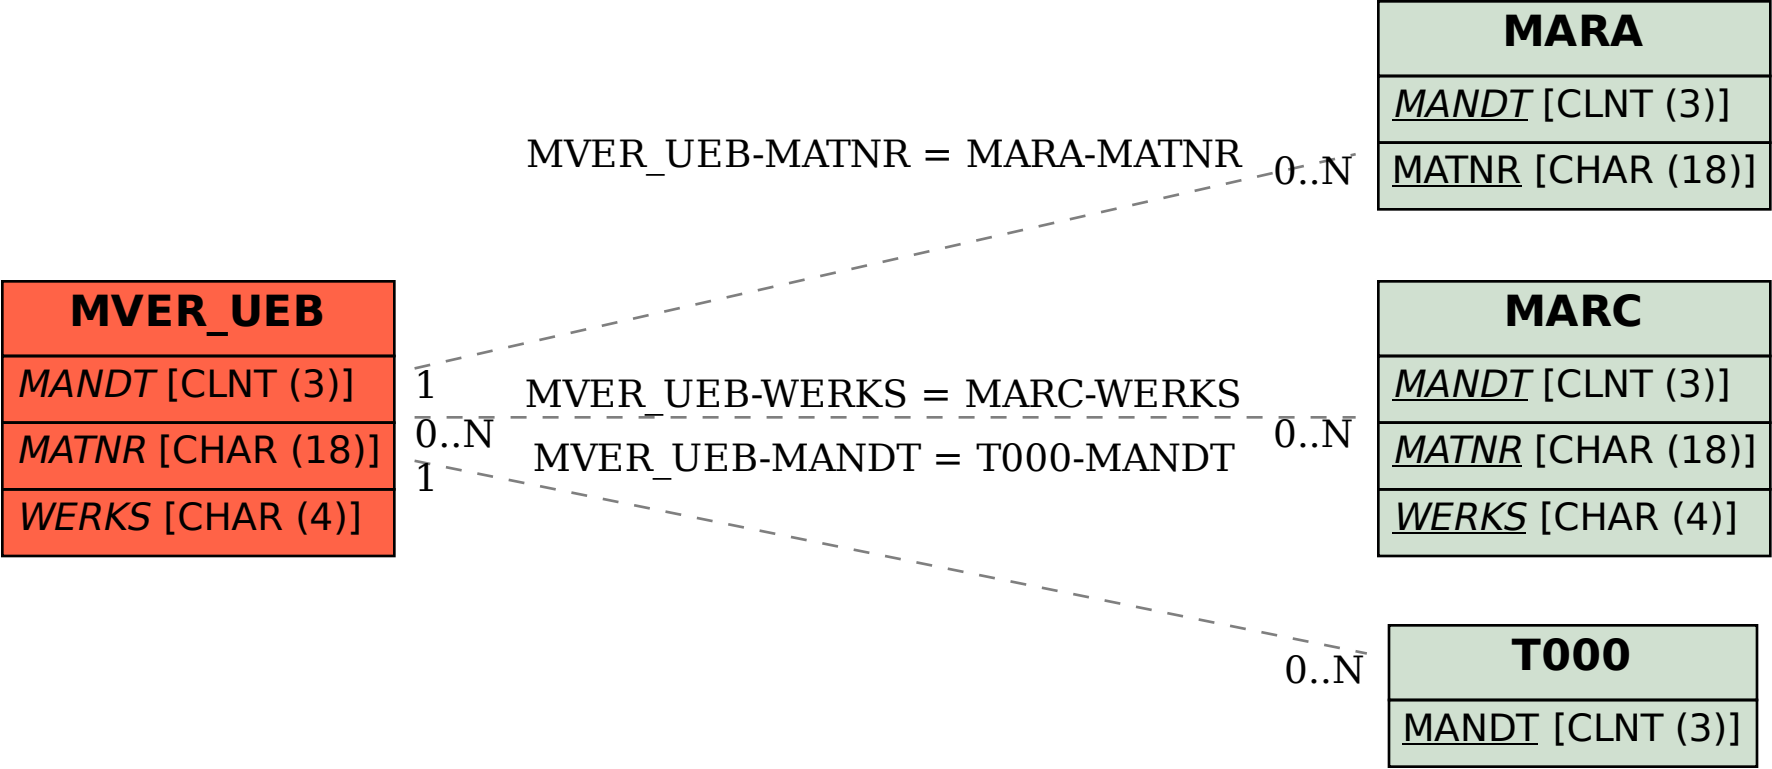 MARA
MANDT [CLNT (3)]
MATNR [CHAR (18)]
MVER_UEB-MATNR = MARA-MATNR
0..N
MVER_UEB
MANDT [CLNT (3)]
MATNR [CHAR (18)]
WERKS [CHAR (4)]
1
MVER_UEB-WERKS = MARC-WERKS
0..N
0..N
MVER_UEB-MANDT = T000-MANDT
1
0..N
MARC
MANDT [CLNT (3)]
MATNR [CHAR (18)]
WERKS [CHAR (4)]
T000
MANDT [CLNT (3)]